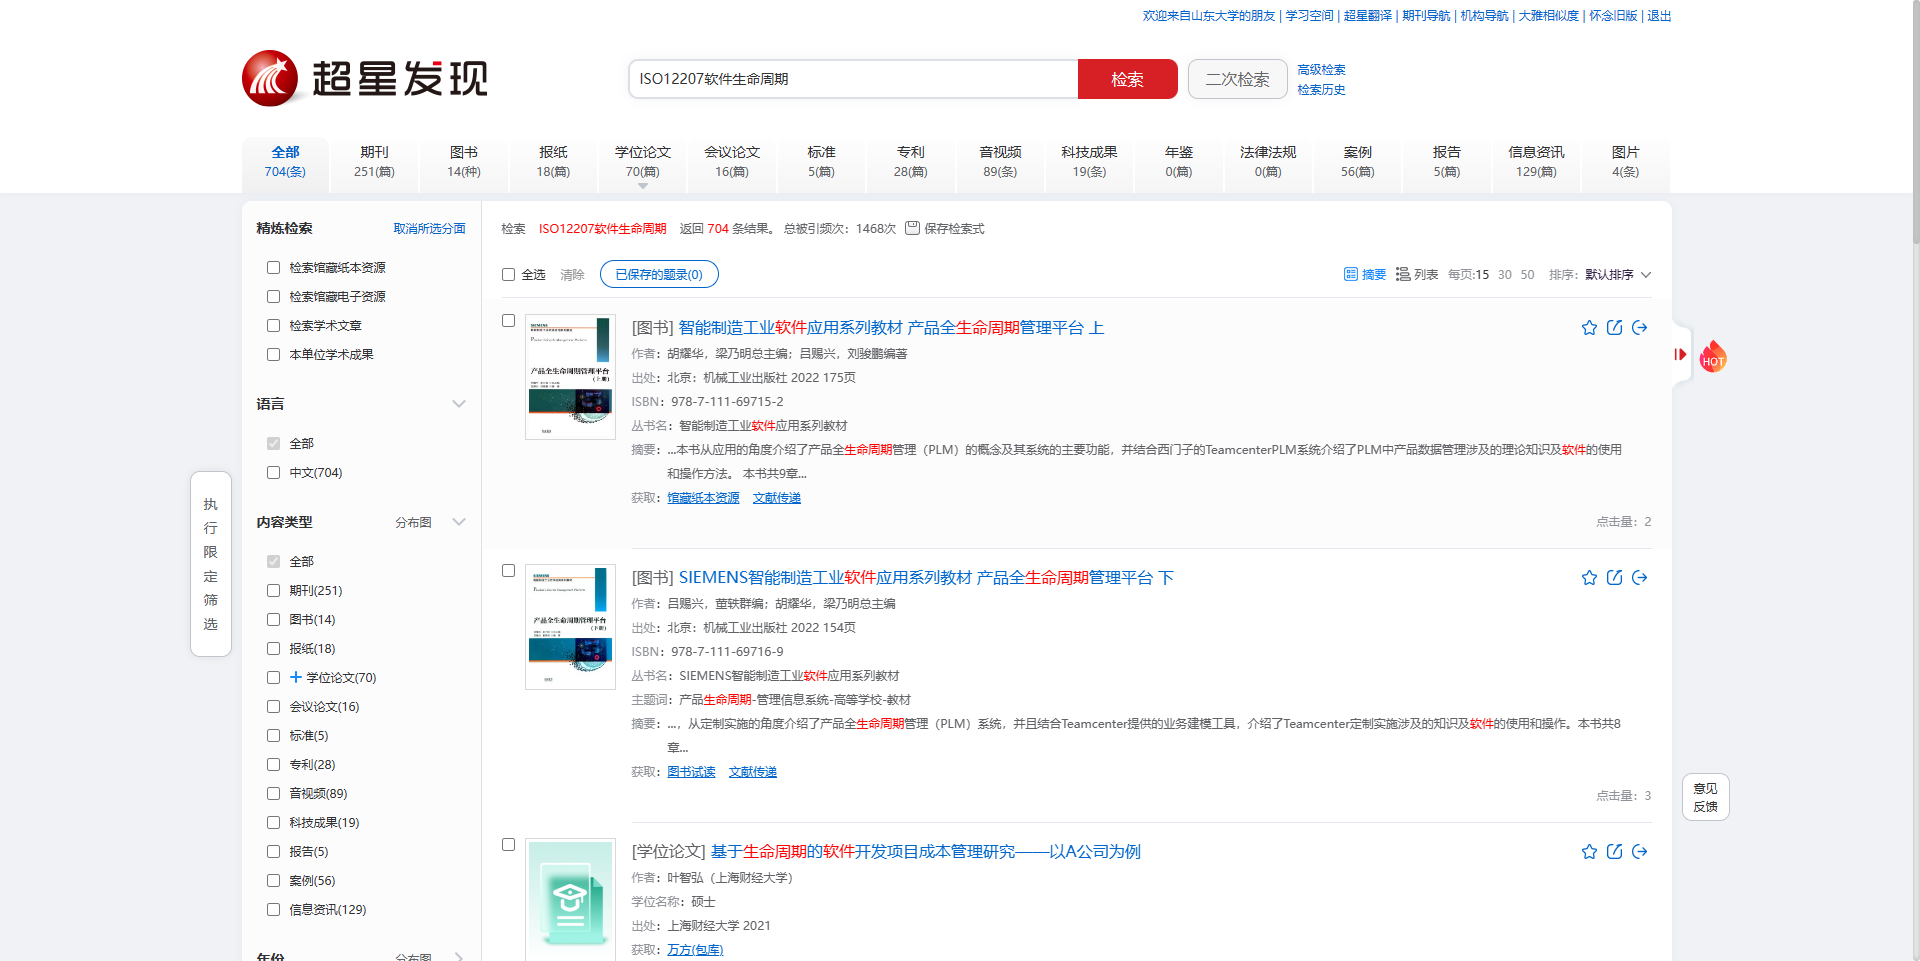 欢迎来自山东大学的朋友 | 学习空间 | 超星翻译 | 期刊导航 | 机构导航 | 大雅相似度 | 怀念旧版 | 退出
超星发现
ISO12207软件生命周期 检索 二次检索 高级检索
检索历史
全部 期刊 图书 报纸 学位论文 会议论文 标准 专利 音视频 科技成果 年鉴 法律法规 案例 报告 信息资讯 图片
704(条) 251(篇) 14(种) 18(篇) 70(篇) 16(篇) 5(篇) 28(篇) 89(条) 19(条) 0(篇) 0(篇) 56(篇) 5(篇) 129(篇) 4(条)
精炼检索 取消所选分面
检索馆藏纸本资源
检索馆藏电子资源
检索学术文章
本单位学术成果
语言
全部
中文(704)
内容类型 分布图
全部
期刊(251)
图书(14)
报纸(18)
学位论文(70)
会议论文(16)
标准(5)
专利(28)
音视频(89)
科技成果(19)
报告(5)
案例(56)
信息资讯(129)
年份 分布图
执
行
限
定
筛
选
检索 ISO12207软件生命周期 返回 704 条结果。 总被引频次：1468次 保存检索式
全选 清除 已保存的题录(0) 摘要 列表 每页:15 30 50 排序: 默认排序
[图书] 智能制造工业软件应用系列教材 产品全生命周期管理平台 上
作者：胡耀华，梁乃明总主编；吕赐兴，刘骏鹏编著
出处：北京：机械工业出版社 2022 175页
ISBN：978-7-111-69715-2
丛书名：智能制造工业软件应用系列教材
摘要：...本书从应用的角度介绍了产品全生命周期管理（PLM）的概念及其系统的主要功能，并结合西门子的TeamcenterPLM系统介绍了PLM中产品数据管理涉及的理论知识及软件的使用
和操作方法。 本书共9章...
获取：馆藏纸本资源 文献传递
点击量：2
SIEMENS
产品全生命周期管理平台
(上册)
[图书] SIEMENS智能制造工业软件应用系列教材 产品全生命周期管理平台 下
作者：吕赐兴，董轶群编；胡耀华，梁乃明总主编
出处：北京：机械工业出版社 2022 154页
ISBN：978-7-111-69716-9
丛书名：SIEMENS智能制造工业软件应用系列教材
主题词：产品生命周期-管理信息系统-高等学校-教材
摘要：...，从定制实施的角度介绍了产品全生命周期管理（PLM）系统，并且结合Teamcenter提供的业务建模工具，介绍了Teamcenter定制实施涉及的知识及软件的使用和操作。本书共8
章...
获取：图书试读 文献传递
点击量：3
SIEMENS
产品全生命周期管理平台
(下册)
[学位论文] 基于生命周期的软件开发项目成本管理研究——以A公司为例
作者：叶智弘（上海财经大学）
学位名称：硕士
出处：上海财经大学 2021
获取：万方(包库)
HOT
意见
反馈